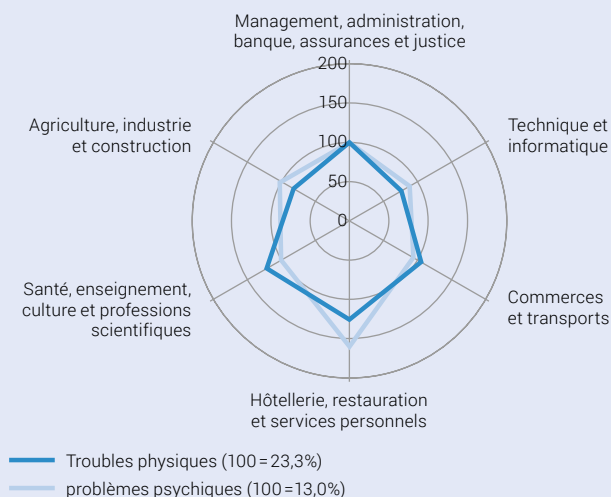 Management, administration,
banque, assurances et justice
200
150
100
50
0
Technique et
informatique
Commerces
et transports
Hôtellerie, restauration
et services personnels
Santé, enseignement,
culture et professions
scientifiques
Agriculture, industrie
et construction
Troubles physiques (100 = 23,3%)
problèmes psychiques (100 = 13,0%)